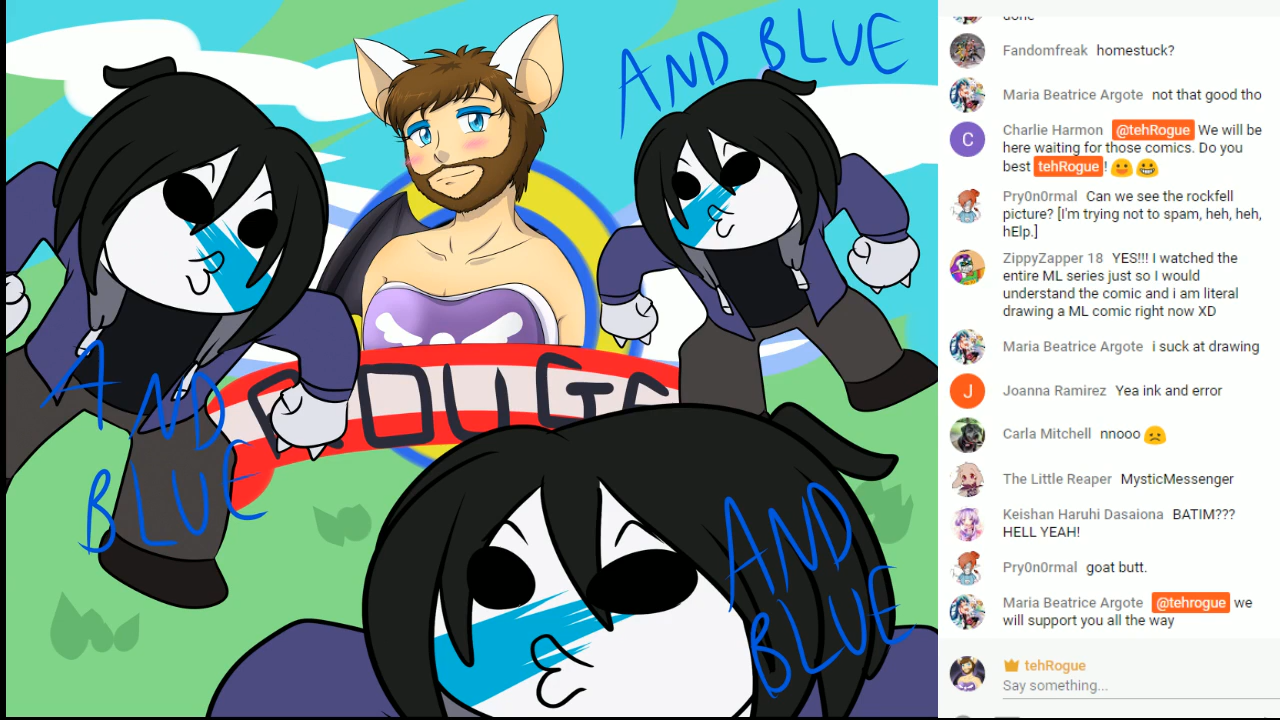 AND BLUE
AND
BLUE
AND
BLUE
done
Fandomfreak homestuck?
Maria Beatrice Argote not that good tho
C
Charlie Harmon @tehRogue We will be
here waiting for those comics. Do you
best tehRogue ! 😛 😀
Pry0n0rmal Can we see the rockfell
picture? [I'm trying not to spam, heh, heh,
hElp.]
ZippyZapper 18 YES!!! I watched the
entire ML series just so I would
understand the comic and i am literal
drawing a ML comic right now XD
Maria Beatrice Argote i suck at drawing
J
Joanna Ramirez Yea ink and error
Carla Mitchell nnooo ☹️
The Little Reaper MysticMessenger
Keishan Haruhi Dasaiona BATIM???
HELL YEAH!
Pry0n0rmal goat butt.
Maria Beatrice Argote @tehrogue we
will support you all the way
tehRogue
Say something...